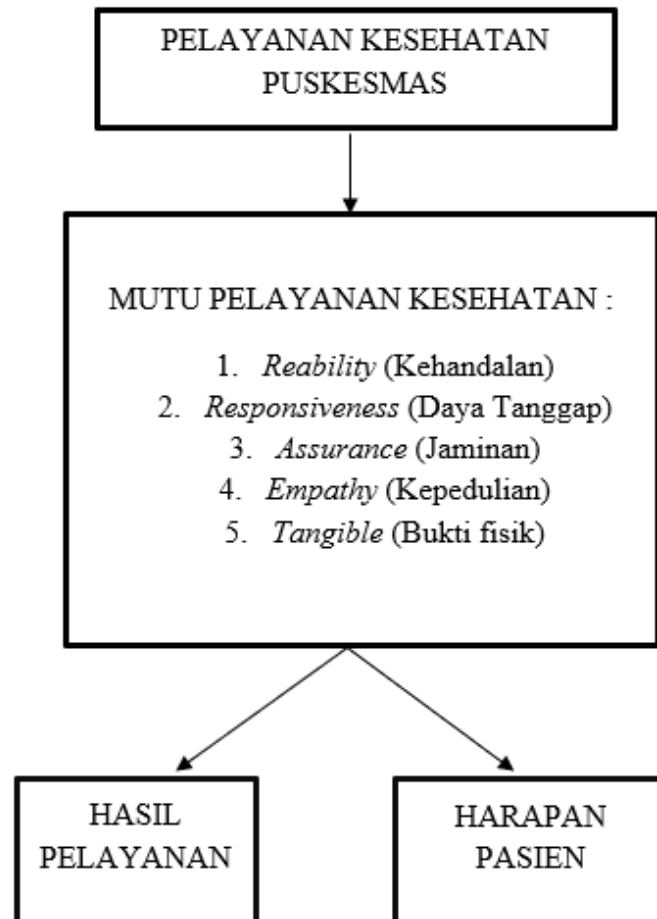 PELAYANAN KESEHATAN
PUSKESMAS
MUTU PELAYANAN KESEHATAN :
1. Reability (Kehandalan)
2. Responsiveness (Daya Tanggap)
3. Assurance (Jaminan)
4. Empathy (Kepedulian)
5. Tangible (Bukti fisik)
HASIL
PELAYANAN
HARAPAN
PASIEN